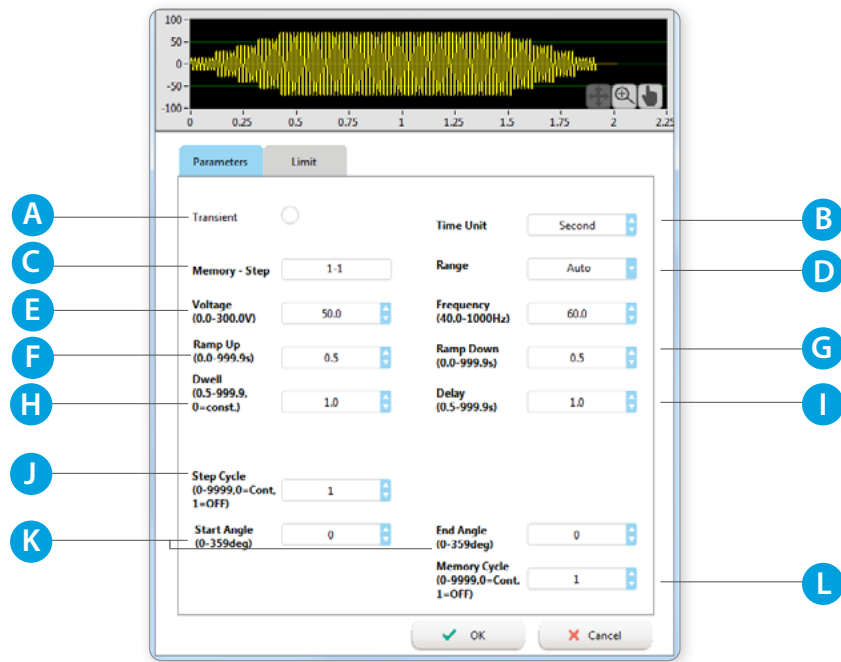 100
50
0
-50
-100
0 0.25 0.5 0.75 1 1.25 1.5 1.75 2 2.25
Parameters Limit
A Transient
Time Unit Second B
C Memory - Step 1-1
Range Auto D
E Voltage
(0.0-300.0V) 50.0
Frequency
(40.0-1000Hz) 60.0
F Ramp Up
(0.0-999.9s) 0.5
Ramp Down
(0.0-999.9s) 0.5 G
H Dwell
(0.5-999.9,
0=const.) 1.0
Delay
(0.5-999.9s) 1.0 I
J Step Cycle
(0-9999,0=Cont,
1=OFF) 1
K Start Angle
(0-359deg) 0
End Angle
(0-359deg) 0
Memory Cycle
(0-9999,0=Cont,
1=OFF) 1 L
OK Cancel